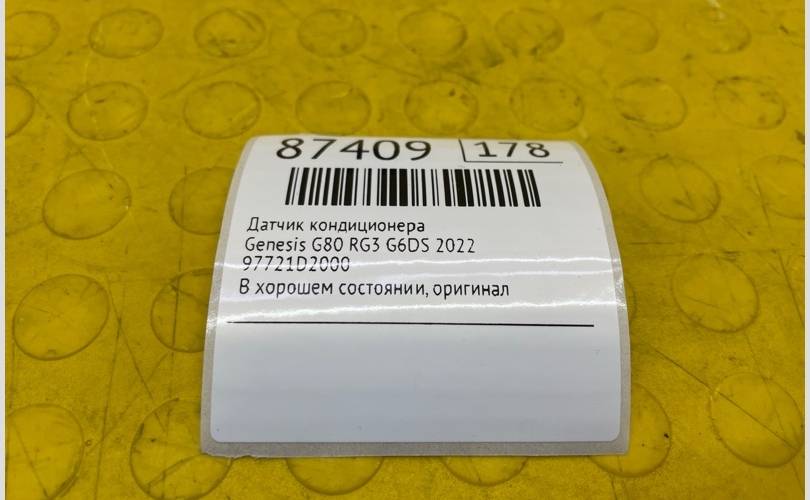 87409 178
Датчик кондиционера
Genesis G80 RG3 G6DS 2022
97721D2000
В хорошем состоянии, оригинал